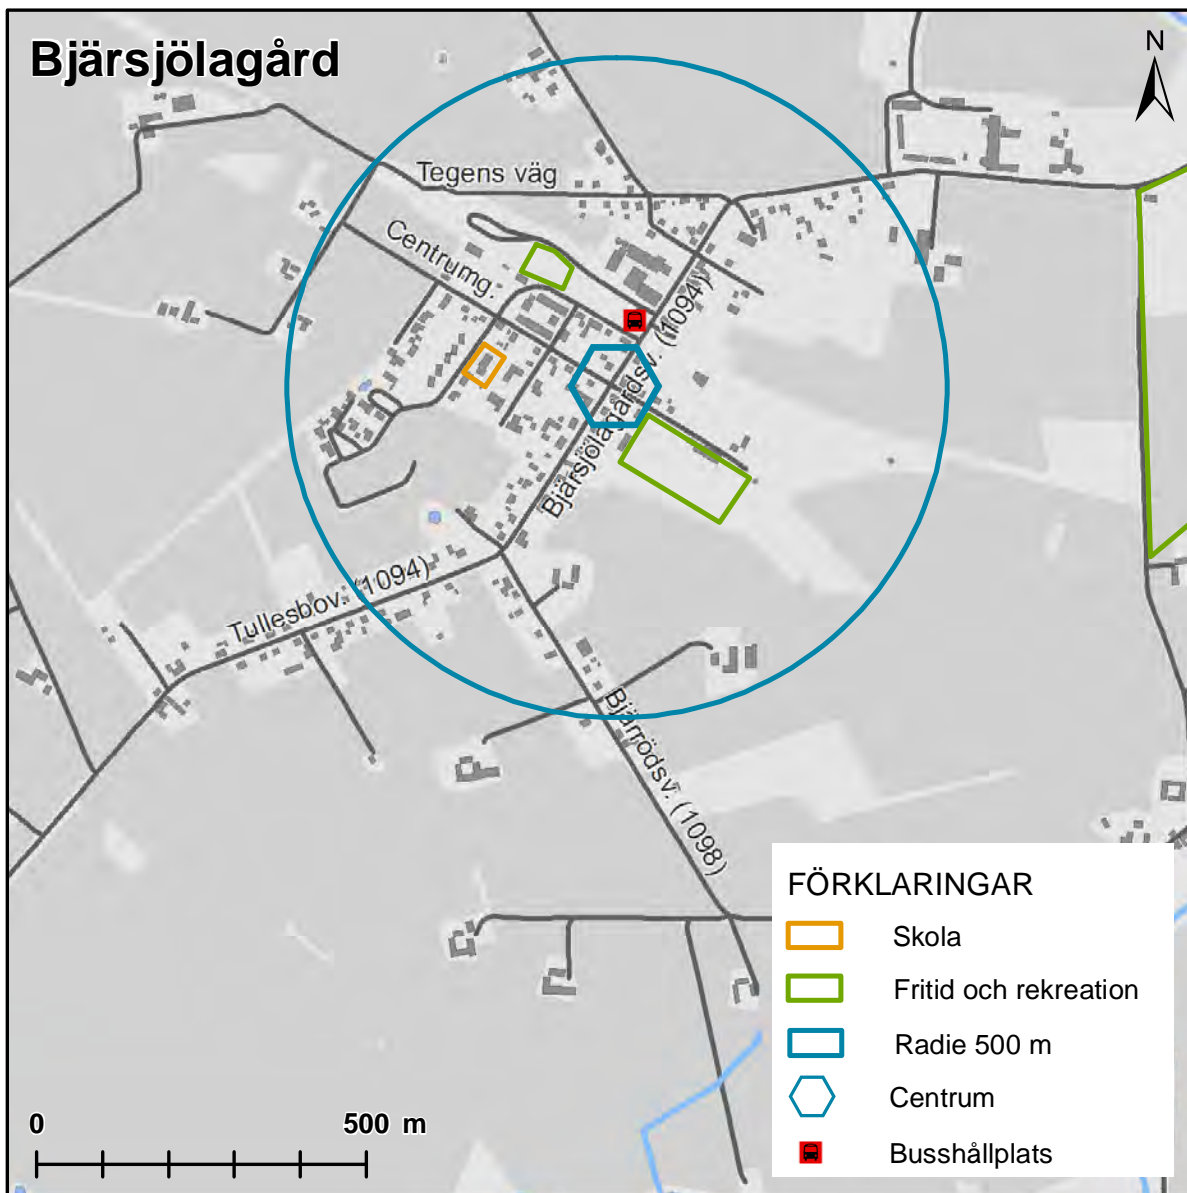 Bjärsjölagård
N
Tegens väg
Centrumg.
Bjärsjölagårdsv. (1094)
Tullesbov. (1094)
Bjärrödsv. (1098)
FÖRKLARINGAR
Skola
Fritid och rekreation
Radie 500 m
Centrum
Busshållplats
0 500 m